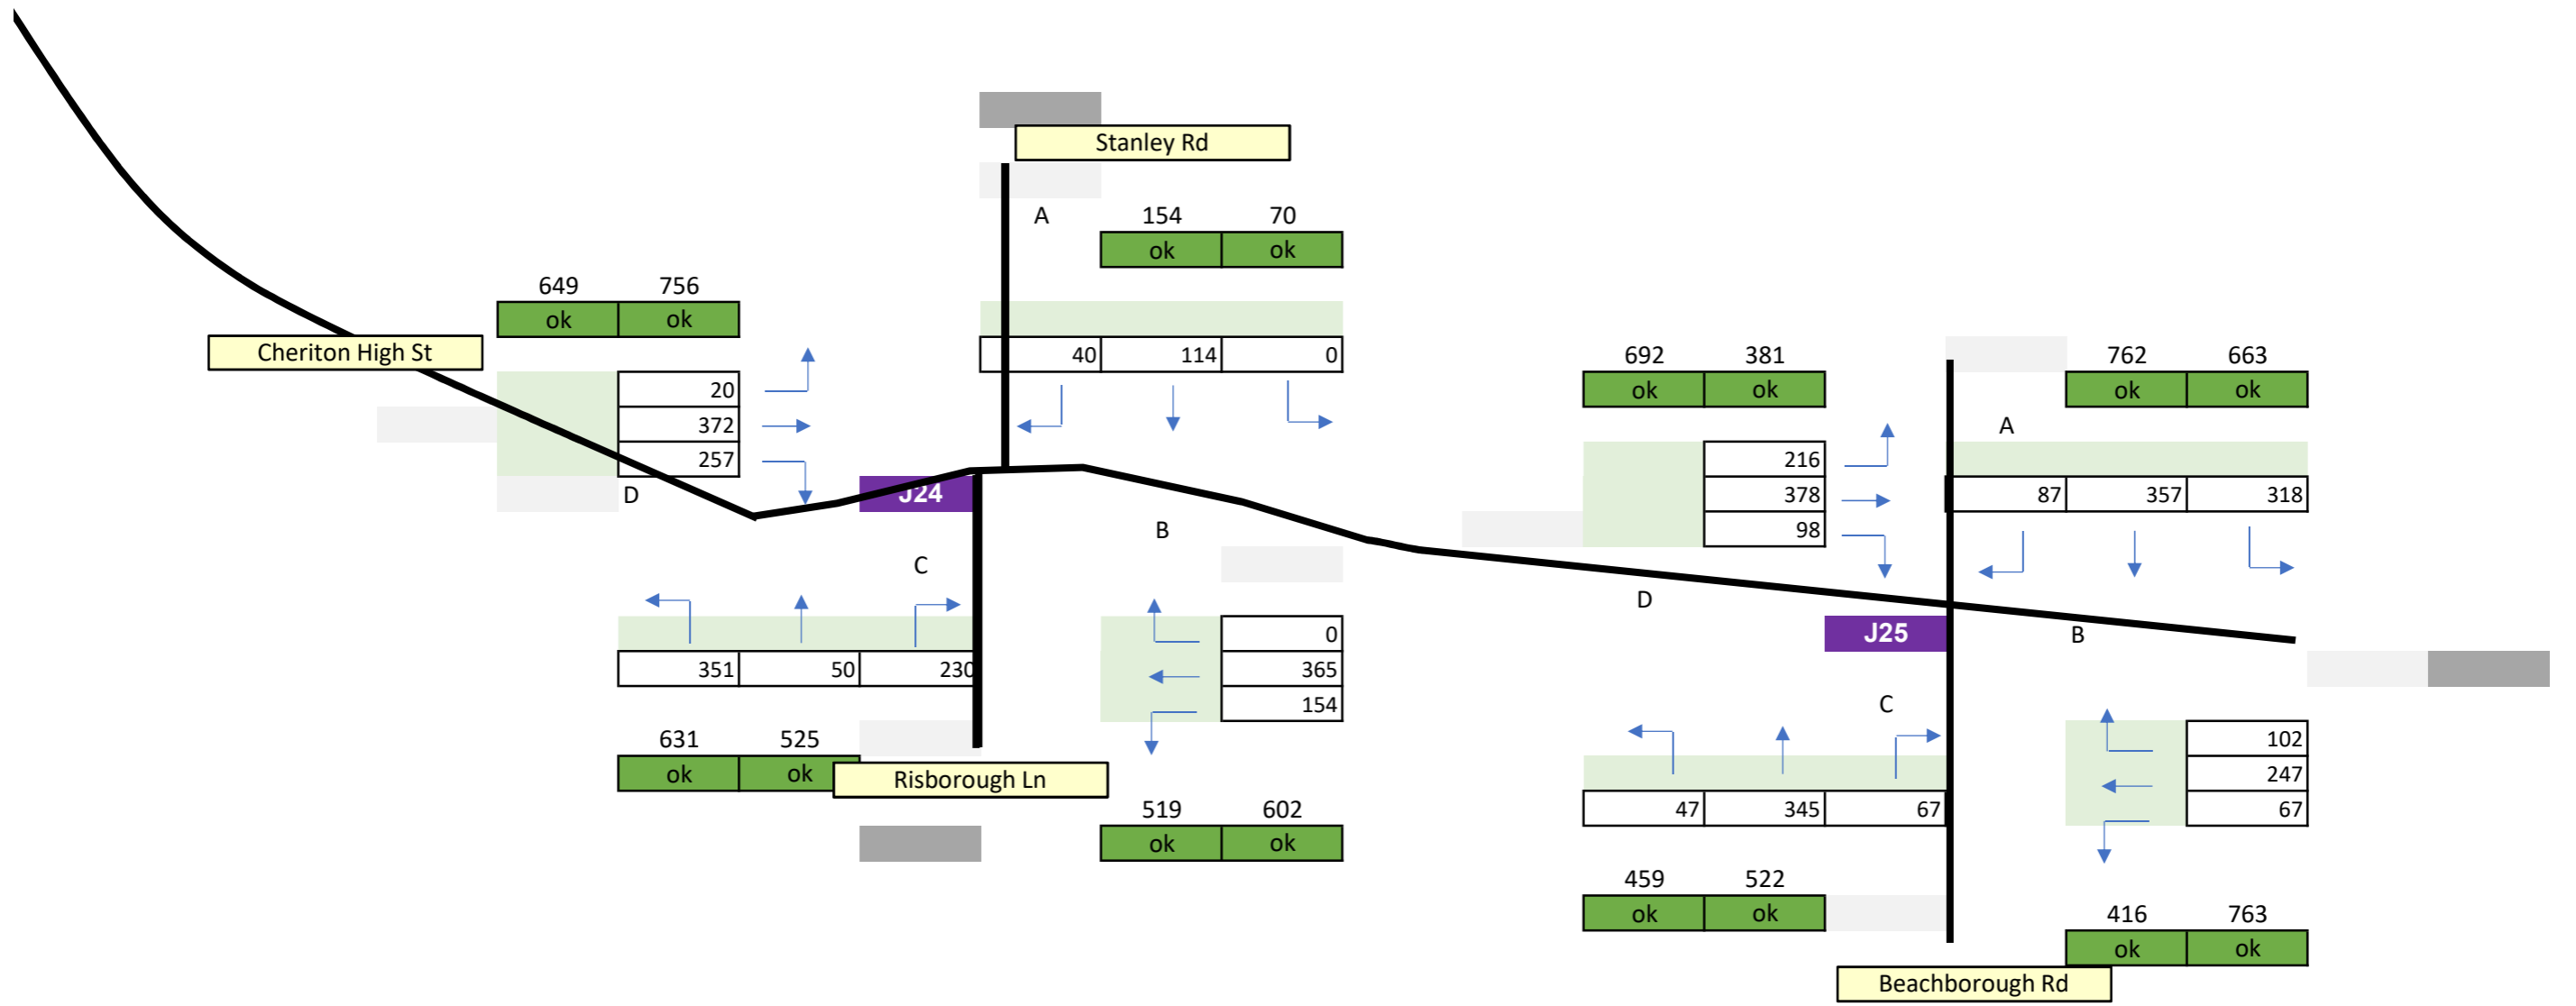 Stanley Rd
A
154 70
ok ok
649 756
ok ok
Cheriton High St
40 114 0
20
372
257
D
J24
B
C
351 50 230
0
365
154
631 525
ok ok
Risborough Ln
519 602
ok ok
692 381
ok ok
762 663
ok ok
A
216
378
98
87 357 318
D
J25
B
C
102
247
67
47 345 67
459 522
ok ok
416 763
ok ok
Beachborough Rd